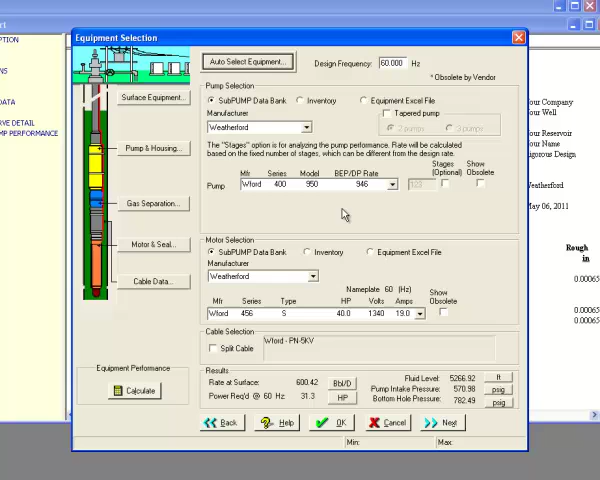 rt
Equipment Selection
PTION
NS
DATA
RVE DETAIL
MP PERFORMANCE
Auto Select Equipment...
Design Frequency: 60.000 Hz
* Obsolete by Vendor
Surface Equipment...
Pump & Housing...
Gas Separation...
Motor & Seal...
Cable Data...
Pump Selection
SubPUMP Data Bank
Inventory
Equipment Excel File
Manufacturer
Weatherford
Tapered pump
2 pumps
3 pumps
The "Stages" option is for analyzing the pump performance. Rate will be calculated
based on the fixed number of stages, which can be different from the design rate.
Stages
(Optional)
Show
Obsolete
Mfr Series Model BEP/DP Rate
Pump Wford 400 950 946 123
Motor Selection
SubPUMP Data Bank
Inventory
Equipment Excel File
Manufacturer
Weatherford
Nameplate 60 (Hz)
Show
Obsolete
Mfr Series Type HP Volts Amps
Wford 456 S 40.0 1340 19.0
Cable Selection
Split Cable
Wford - PN-5KV
Results
Rate at Surface: 600.42 Bbl/D
Power Req'd @ 60 Hz 31.3 HP
Fluid Level: 5266.92 ft
Pump Intake Pressure: 570.98 psig
Bottom Hole Pressure: 782.49 psig
Equipment Performance
Calculate
Back
Help
OK
Cancel
Next
Min:
Max:
our Company
our Well
our Reservoir
our Name
igorous Design
Weatherford
May 06, 2011
Rough
in
0.00065
0.00065
0.00065